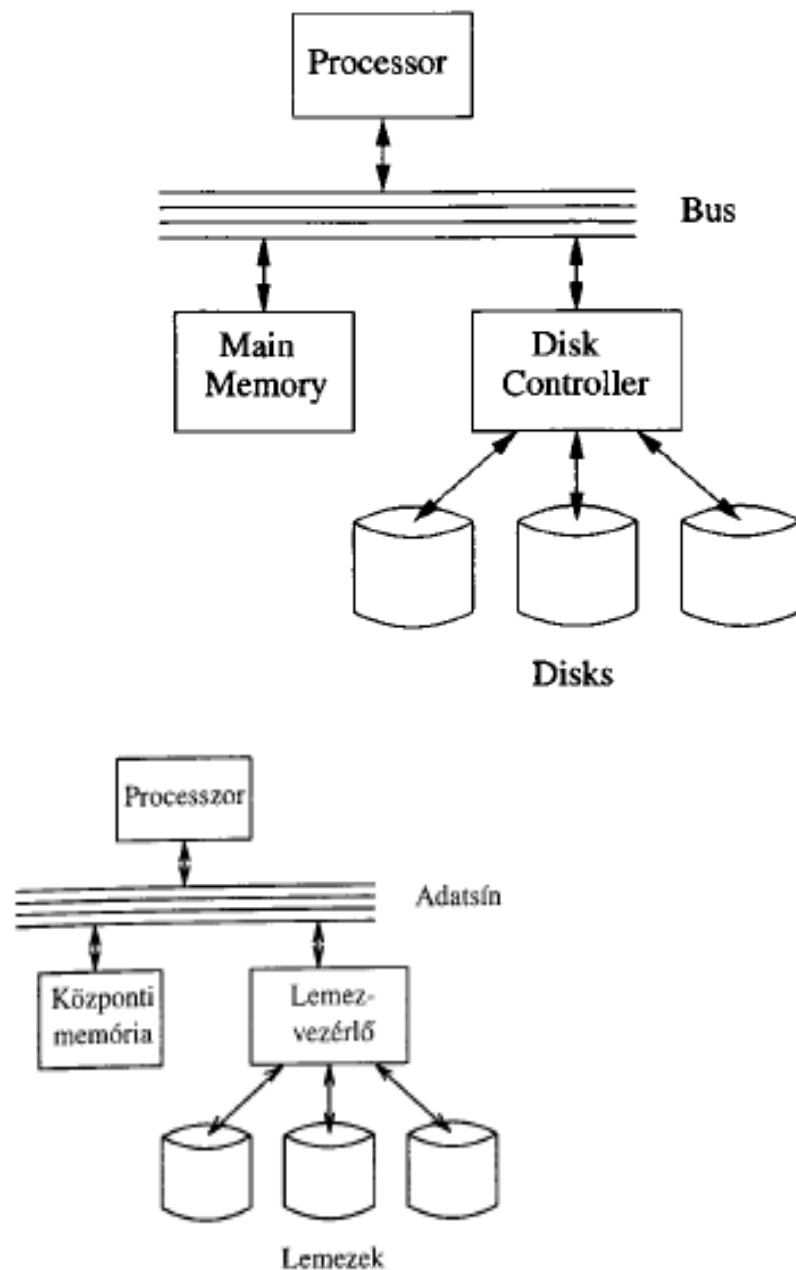 Processor
Bus
Main
Memory
Disk
Controller
Disks
Processzor
Adatsín
Központi
memória
Lemez-
vezérlő
Lemezek